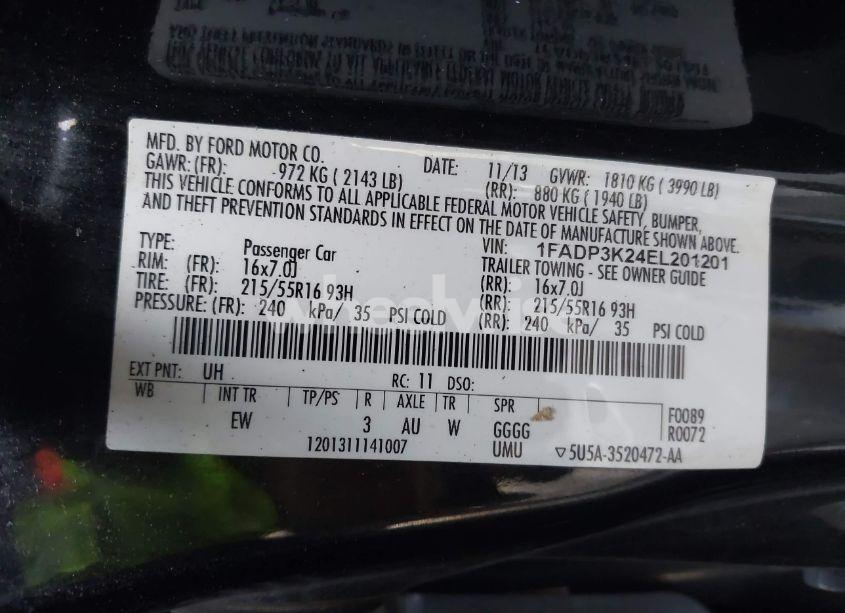 MFD. BY FORD MOTOR CO. DATE: 11/13 GVWR: 1810 KG ( 3990 LB)
GAWR: (FR): 972 KG ( 2143 LB) (RR): 880 KG ( 1940 LB)
THIS VEHICLE CONFORMS TO ALL APPLICABLE FEDERAL MOTOR VEHICLE SAFETY, BUMPER,
AND THEFT PREVENTION STANDARDS IN EFFECT ON THE DATE OF MANUFACTURE SHOWN ABOVE.
VIN: 1FADP3K24EL201201
TYPE: Passenger Car TRAILER TOWING - SEE OWNER GUIDE
RIM: (FR): 16x7.0J (RR): 16x7.0J
TIRE: (FR): 215/55R16 93H (RR): 215/55R16 93H
PRESSURE: (FR): 240 kPa/ 35 PSI COLD (RR): 240 kPa/ 35 PSI COLD
EXT PNT: UH RC: 11 DSO:
WB INT TR TP/PS R AXLE TR SPR F0089
EW 3 AU W GGGG R0072
1201311141007 UMU ▽5U5A-3520472-AA